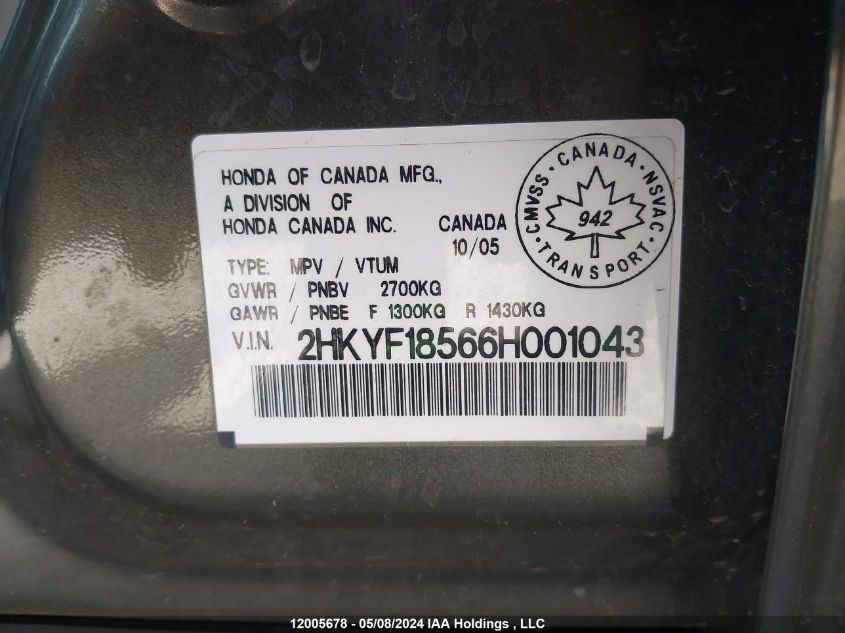 HONDA OF CANADA MFG.,
A DIVISION OF
HONDA CANADA INC. CANADA
10/05
TYPE: MPV / VTUM
GVWR / PNBV 2700KG
GAWR / PNBE F 1300KG R 1430KG
V.I.N. 2HKYF18566H001043
CMVSS · CANADA · NSVAC · TRANSPORT ·
942
12005678 - 05/08/2024 IAA Holdings , LLC